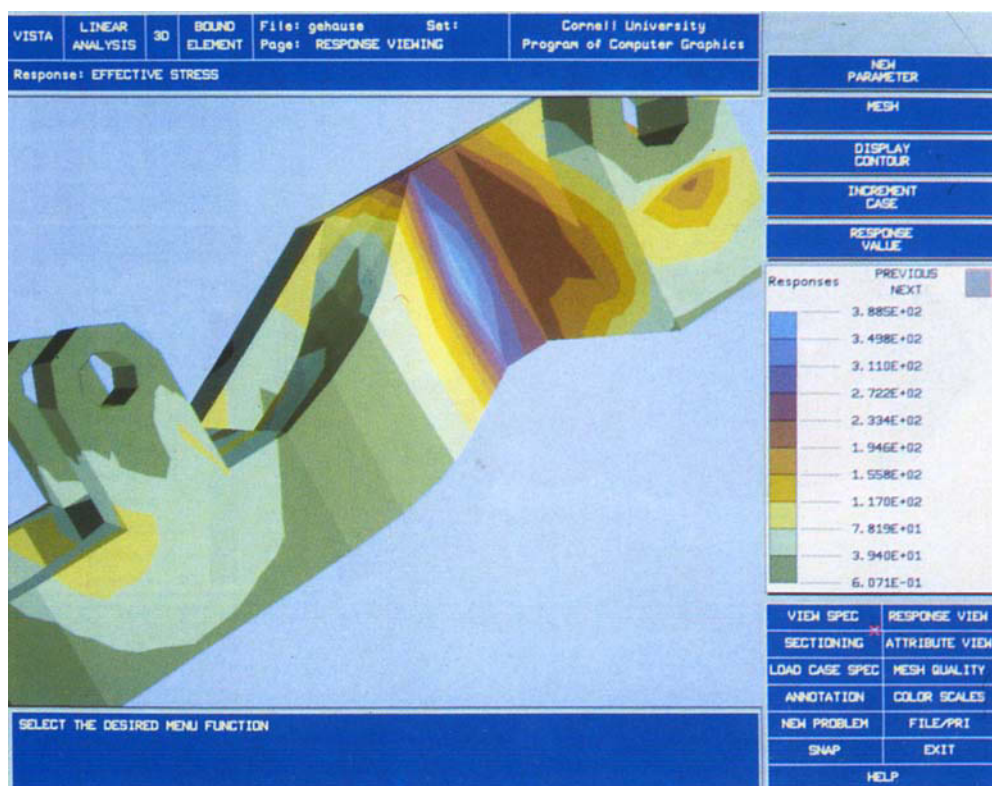 VISTA
LINEAR
ANALYSIS
3D
BOUND
ELEMENT
File: gehause Set:
Page: RESPONSE VIEWING
Cornell University
Program of Computer Graphics
Response: EFFECTIVE STRESS
NEW
PARAMETER
MESH
DISPLAY
CONTOUR
INCREMENT
CASE
RESPONSE
VALUE
Responses
PREVIOUS
NEXT
3.885E+02
3.498E+02
3.110E+02
2.722E+02
2.334E+02
1.946E+02
1.558E+02
1.170E+02
7.819E+01
3.940E+01
6.071E-01
VIEW SPEC
RESPONSE VIEW
SECTIONING
ATTRIBUTE VIEW
LOAD CASE SPEC
MESH QUALITY
ANNOTATION
COLOR SCALES
NEW PROBLEM
FILE/PRI
SNAP
EXIT
HELP
SELECT THE DESIRED MENU FUNCTION